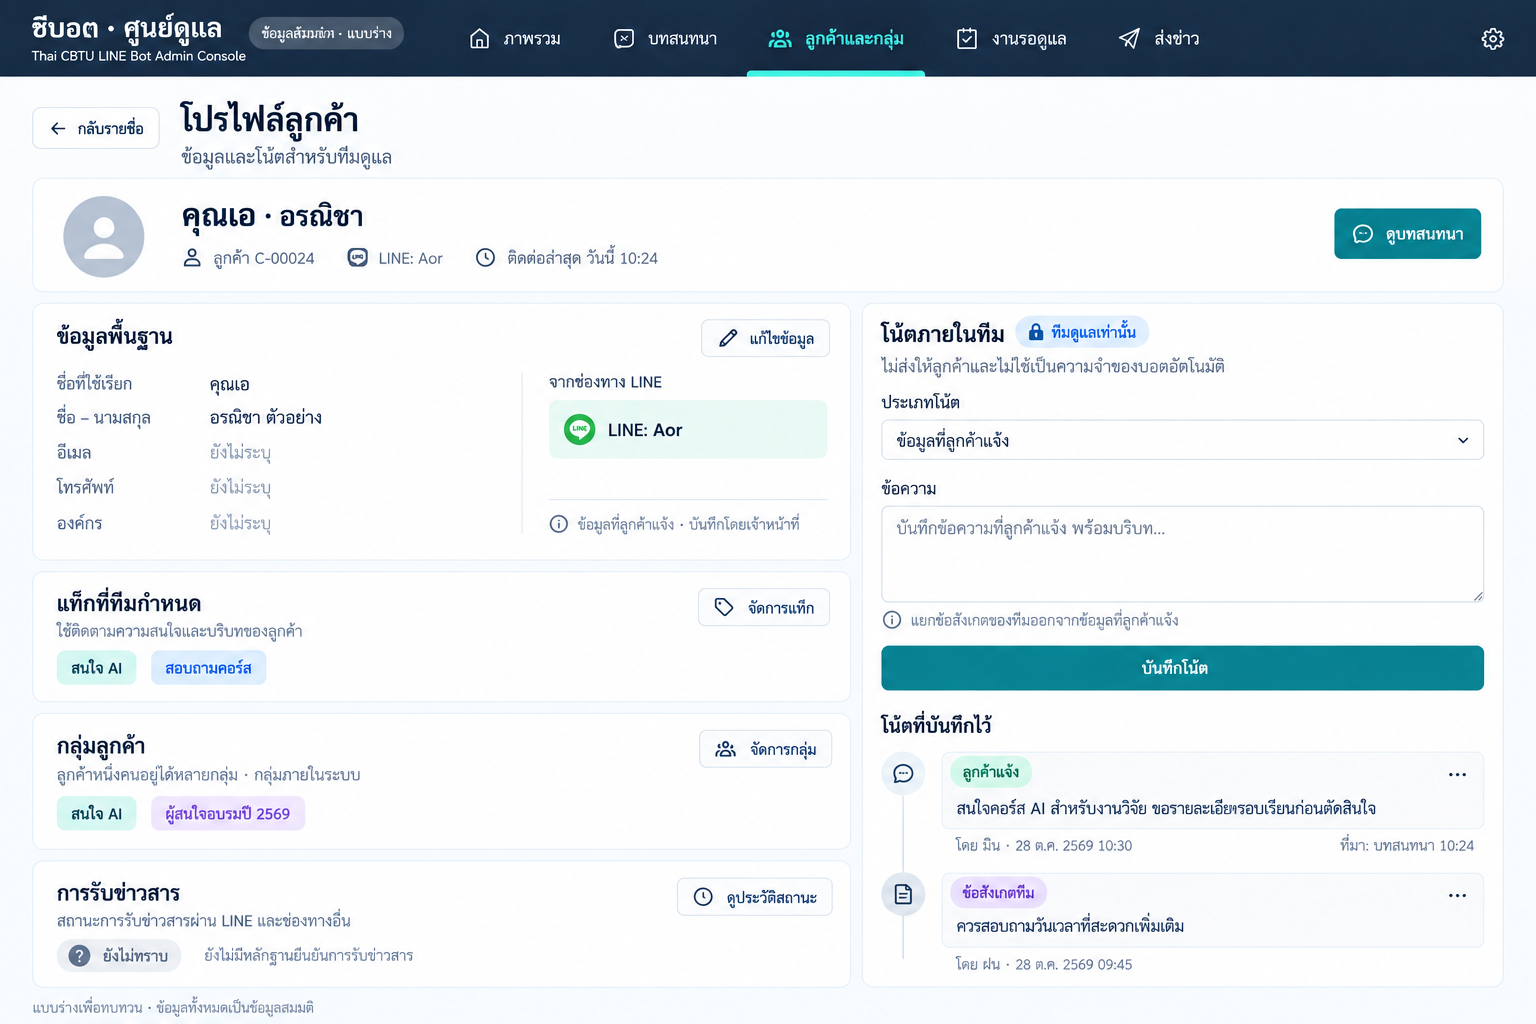 ซีบอต · ศูนย์ดูแล
Thai CBTU LINE Bot Admin Console
ข้อมูลสมมติ · แบบร่าง
ภาพรวม
บทสนทนา
ลูกค้าและกลุ่ม
งานรอดูแล
ส่งข่าว
กลับรายชื่อ
โปรไฟล์ลูกค้า
ข้อมูลและโน้ตสำหรับทีมดูแล
คุณเอ · อรณิชา
ลูกค้า C-00024
LINE: Aor
ติดต่อล่าสุด วันนี้ 10:24
ดูบทสนทนา
ข้อมูลพื้นฐาน
แก้ไขข้อมูล
ชื่อที่ใช้เรียก คุณเอ
ชื่อ – นามสกุล อรณิชา ตัวอย่าง
อีเมล ยังไม่ระบุ
โทรศัพท์ ยังไม่ระบุ
องค์กร ยังไม่ระบุ
จากช่องทาง LINE
LINE LINE: Aor
ข้อมูลที่ลูกค้าแจ้ง · บันทึกโดยเจ้าหน้าที่
แท็กที่ทีมกำหนด
จัดการแท็ก
ใช้ติดตามความสนใจและบริบทของลูกค้า
สนใจ AI
สอบถามคอร์ส
กลุ่มลูกค้า
จัดการกลุ่ม
ลูกค้าหนึ่งคนอยู่ได้หลายกลุ่ม · กลุ่มภายในระบบ
สนใจ AI
ผู้สนใจอบรมปี 2569
การรับข่าวสาร
ดูประวัติสถานะ
สถานะการรับข่าวสารผ่าน LINE และช่องทางอื่น
? ยังไม่ทราบ
ยังไม่มีหลักฐานยืนยันการรับข่าวสาร
โน้ตภายในทีม
ทีมดูแลเท่านั้น
ไม่ส่งให้ลูกค้าและไม่ใช้เป็นความจำของบอตอัตโนมัติ
ประเภทโน้ต
ข้อมูลที่ลูกค้าแจ้ง
ข้อความ
บันทึกข้อความที่ลูกค้าแจ้ง พร้อมบริบท...
แยกข้อสังเกตของทีมออกจากข้อมูลที่ลูกค้าแจ้ง
บันทึกโน้ต
โน้ตที่บันทึกไว้
ลูกค้าแจ้ง
สนใจคอร์ส AI สำหรับงานวิจัย ขอรายละเอียดรอบเรียนก่อนตัดสินใจ
โดย มิน · 28 ต.ค. 2569 10:30
ที่มา: บทสนทนา 10:24
ข้อสังเกตทีม
ควรสอบถามวันเวลาที่สะดวกเพิ่มเติม
โดย ฝน · 28 ต.ค. 2569 09:45
แบบร่างเพื่อทบทวน · ข้อมูลทั้งหมดเป็นข้อมูลสมมติ